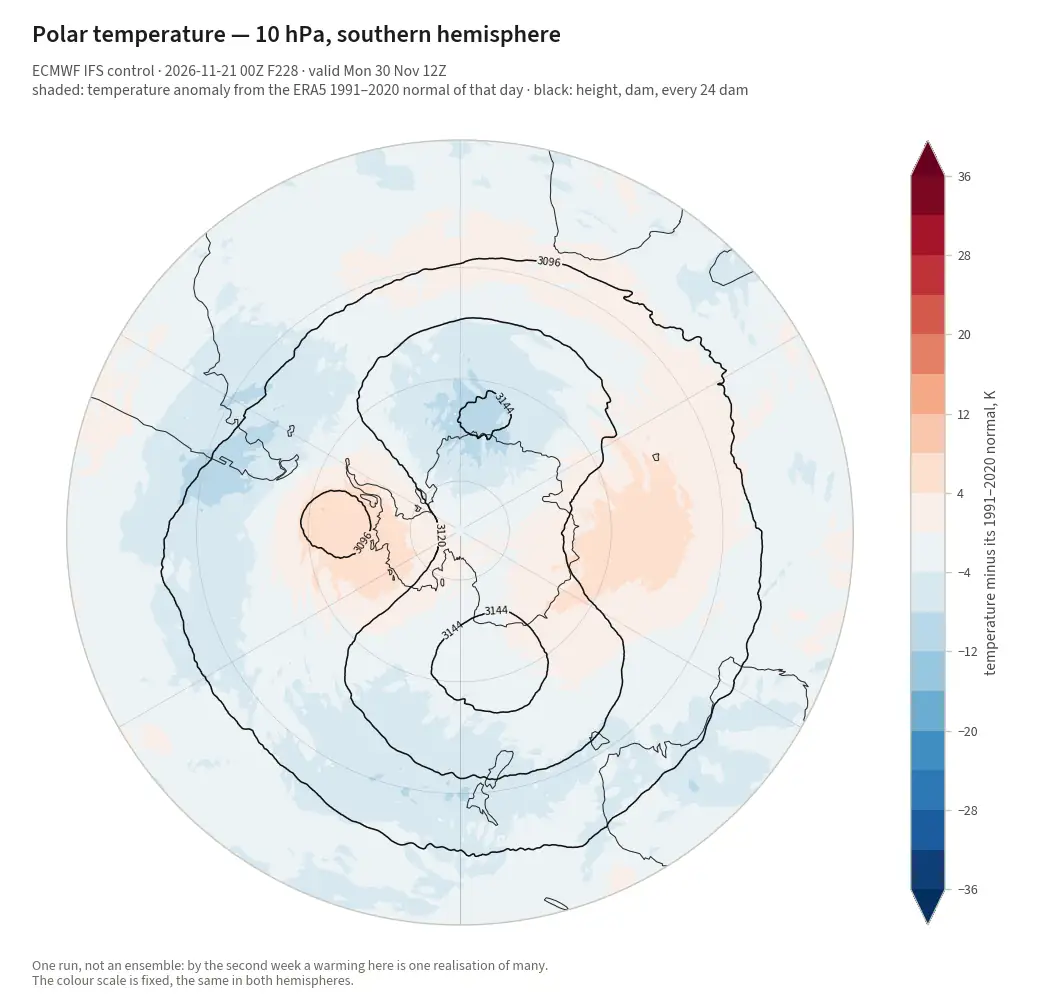 Polar temperature — 10 hPa, southern hemisphere
ECMWF IFS control · 2026-11-21 00Z F228 · valid Mon 30 Nov 12Z
shaded: temperature anomaly from the ERA5 1991–2020 normal of that day · black: height, dam, every 24 dam
3096
3144
3096
3120
3144
3144
36
28
20
12
4
−4
−12
−20
−28
−36
temperature minus its 1991–2020 normal, K
One run, not an ensemble: by the second week a warming here is one realisation of many.
The colour scale is fixed, the same in both hemispheres.